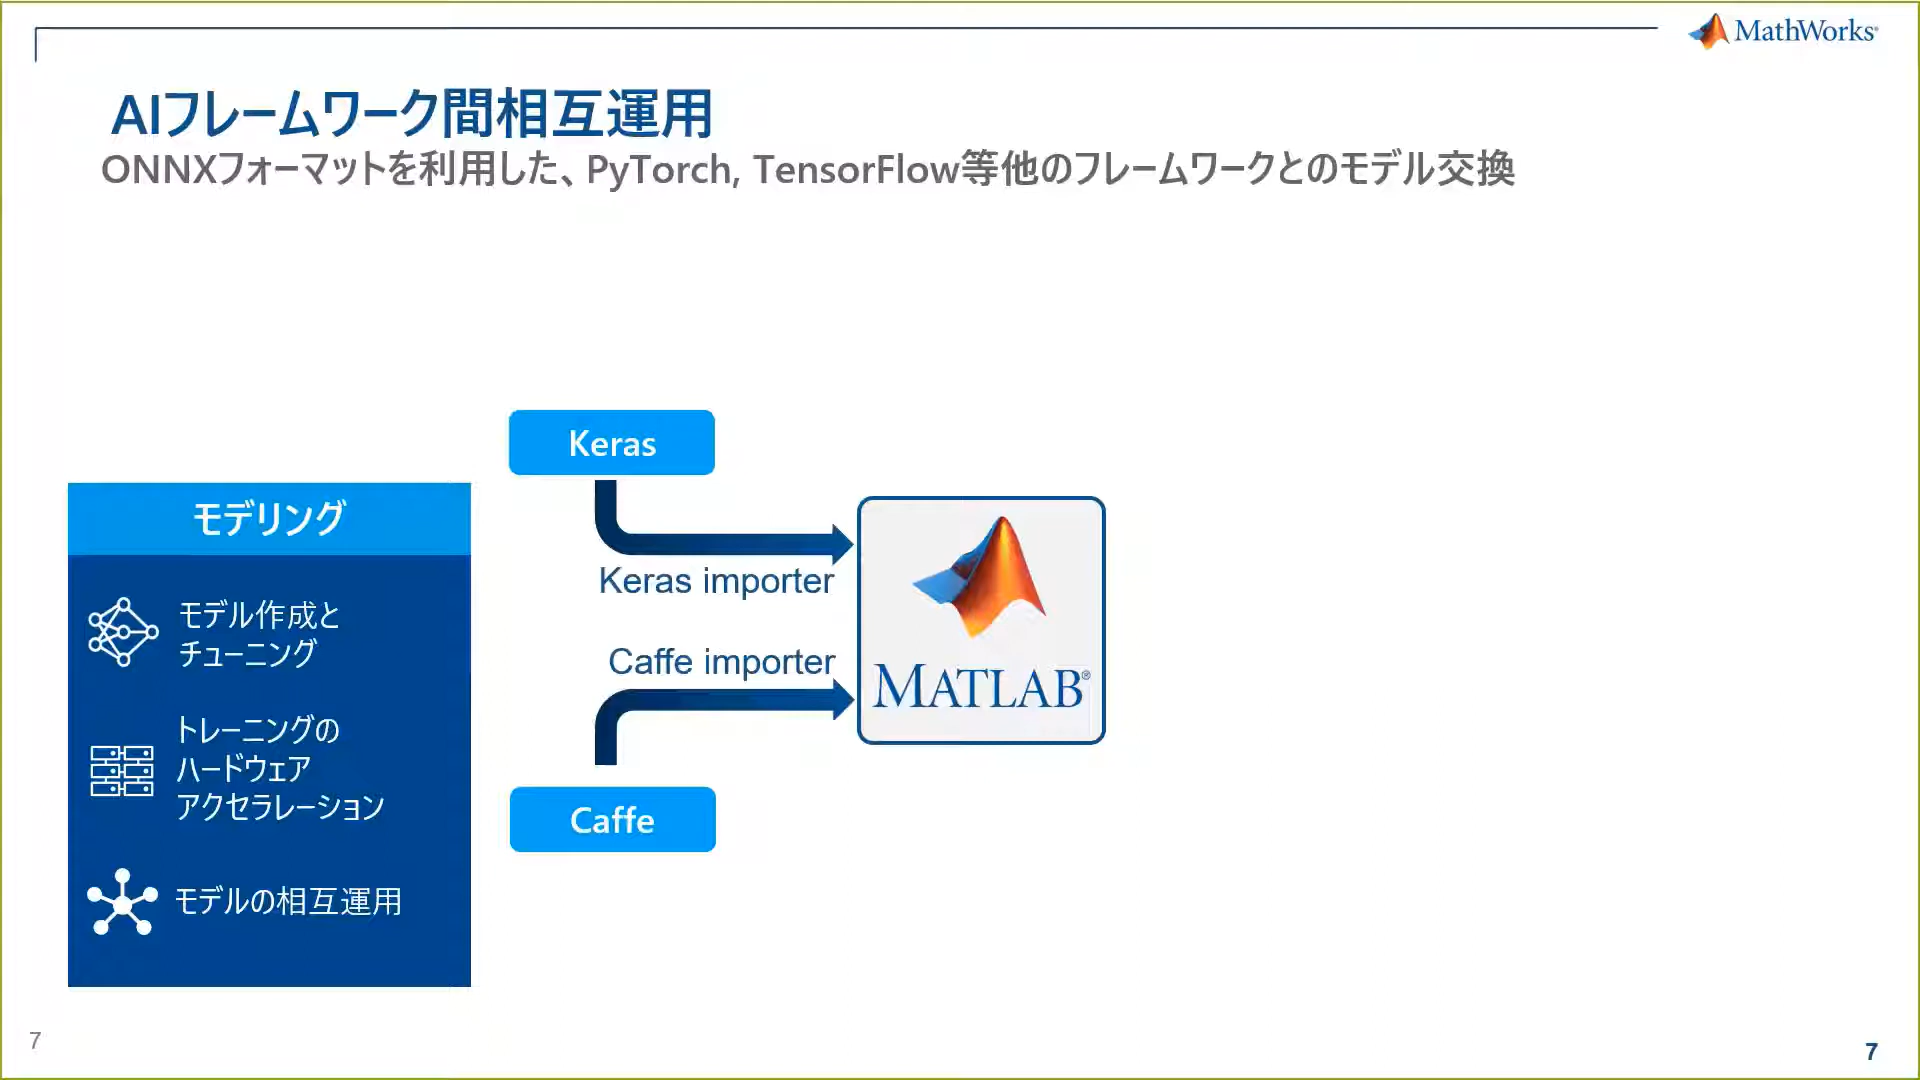 MathWorks®
AIフレームワーク間相互運用
ONNXフォーマットを利用した、PyTorch, TensorFlow等他のフレームワークとのモデル交換
モデリング
モデル作成と
チューニング
トレーニングの
ハードウェア
アクセラレーション
モデルの相互運用
Keras
Keras importer
Caffe importer
Caffe
MATLAB®
7
7